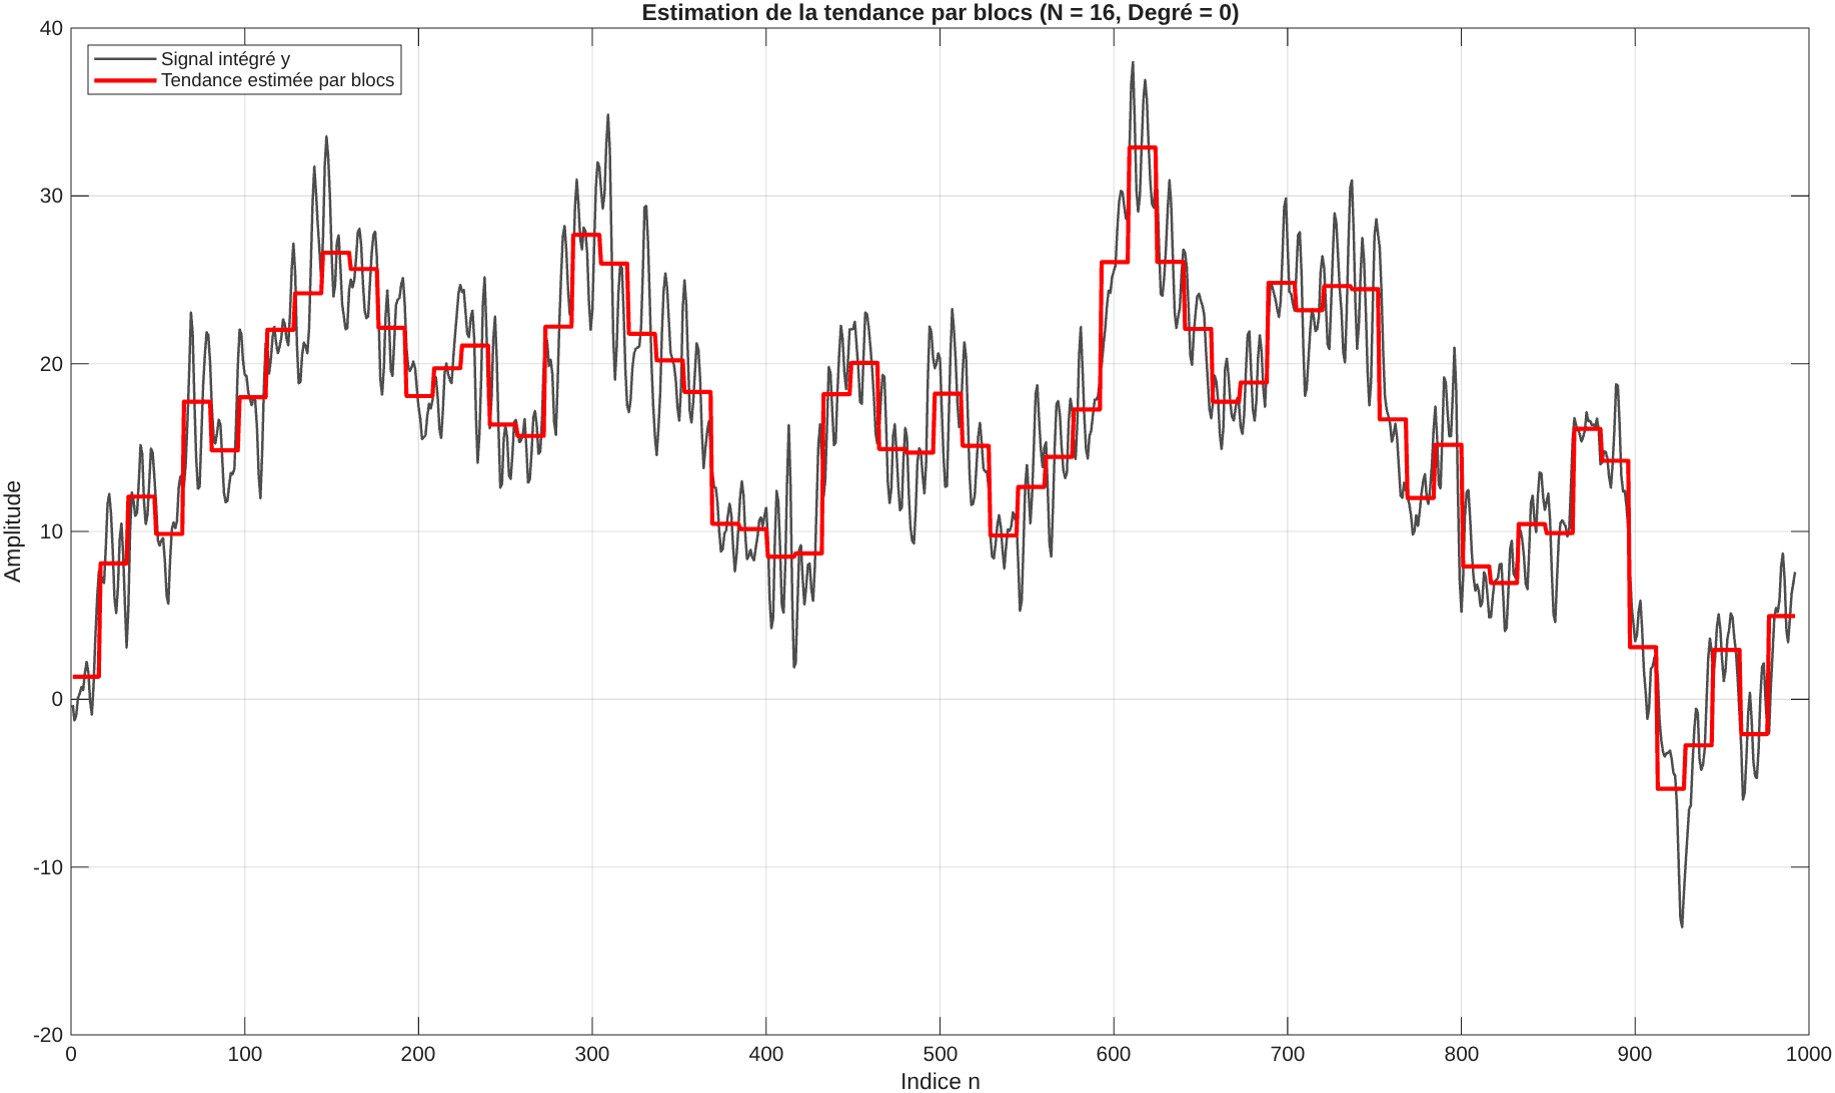 Estimation de la tendance par blocs (N = 16, Degré = 0)
Signal intégré y
Tendance estimée par blocs
40
30
20
10
0
-10
-20
Amplitude
0 100 200 300 400 500 600 700 800 900 1000
Indice n